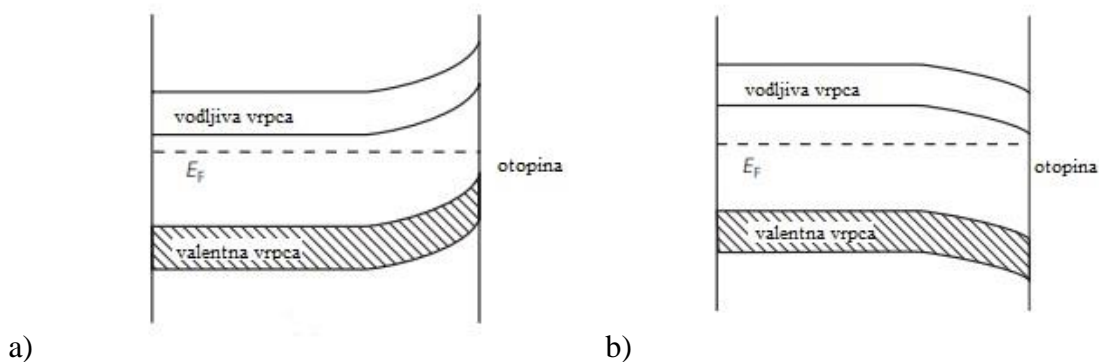 vodljiva vrpca
E_F
valentna vrpca
otopina
a)
vodljiva vrpca
E_F
valentna vrpca
otopina
b)